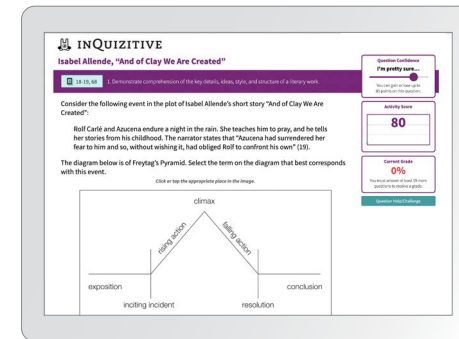 INQUIZITIVE
Isabel Allende, “And of Clay We Are Created”
18-19, 68
1. Demonstrate comprehension of the key details, ideas, style, and structure of a literary work.
Consider the following event in the plot of Isabel Allende's short story “And of Clay We Are
Created”:
Rolf Carlé and Azucena endure a night in the rain. She teaches him to pray, and he tells
her stories from his childhood. The narrator states that “Azucena had surrendered her
fear to him and so, without wishing it, had obliged Rolf to confront his own” (19).
The diagram below is of Freytag's Pyramid. Select the term on the diagram that best corresponds
with this event.
Click or tap the appropriate place in the image.
climax
rising action
falling action
exposition
conclusion
inciting incident
resolution
Question Confidence
I'm pretty sure...
You can gain or lose up to
80 points on this question.
Activity Score
80
Current Grade
0%
You must answer at least 19 more
questions to receive a grade.
Question Help/Challenge